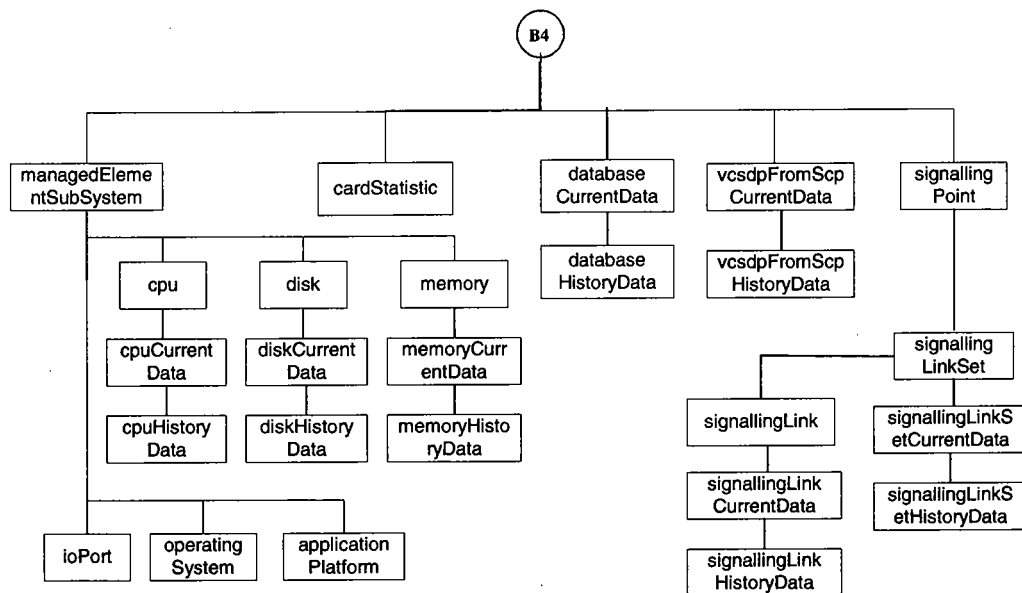 B4
managedEleme
ntSubSystem
cardStatistic
database
CurrentData
vcsdpFromScp
CurrentData
signalling
Point
database
HistoryData
vcsdpFromScp
HistoryData
cpu
disk
memory
cpuCurrent
Data
diskCurrent
Data
memoryCurr
entData
signalling
LinkSet
cpuHistory
Data
diskHistory
Data
memoryHisto
ryData
signallingLink
signallingLinkS
etCurrentData
signallingLink
CurrentData
signallingLinkS
etHistoryData
ioPort
operating
System
application
Platform
signallingLink
HistoryData